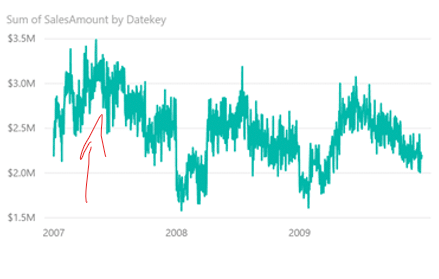 Sum of SalesAmount by Datekey
$3.5M
$3.0M
$2.5M
$2.0M
$1.5M
2007 2008 2009